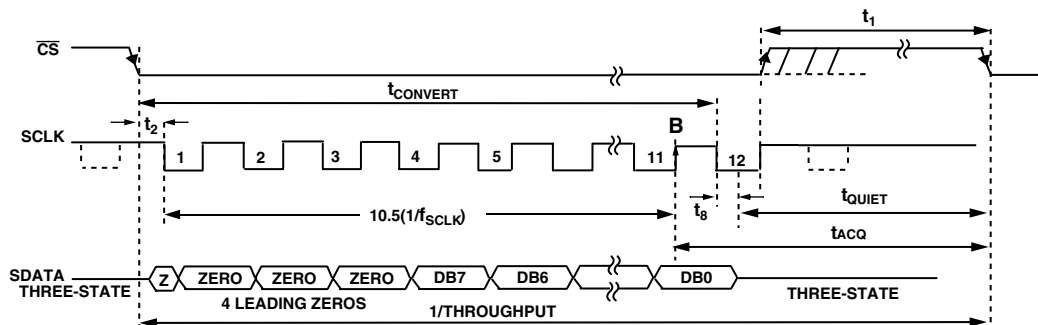 t1
CS
tCONVERT
t2
B
SCLK
1 2 3 4 5 11 12
10.5(1/fSCLK)
t8
tQUIET
tACQ
SDATA
Z ZERO ZERO ZERO DB7 DB6 DB0
THREE-STATE
THREE-STATE
4 LEADING ZEROS
1/THROUGHPUT